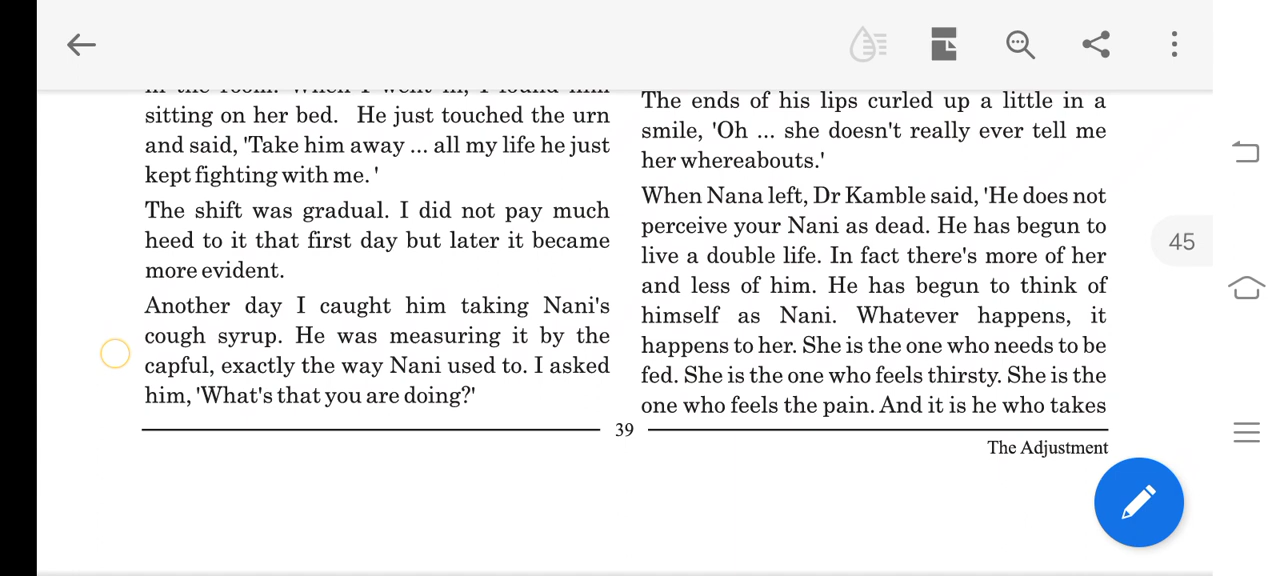 sitting on her bed. He just touched the urn
and said, 'Take him away ... all my life he just
kept fighting with me. '
The shift was gradual. I did not pay much
heed to it that first day but later it became
more evident.
Another day I caught him taking Nani's
cough syrup. He was measuring it by the
capful, exactly the way Nani used to. I asked
him, 'What's that you are doing?'
The ends of his lips curled up a little in a
smile, 'Oh ... she doesn't really ever tell me
her whereabouts.'
When Nana left, Dr Kamble said, 'He does not
perceive your Nani as dead. He has begun to
live a double life. In fact there's more of her
and less of him. He has begun to think of
himself as Nani. Whatever happens, it
happens to her. She is the one who needs to be
fed. She is the one who feels thirsty. She is the
one who feels the pain. And it is he who takes
39
The Adjustment
45